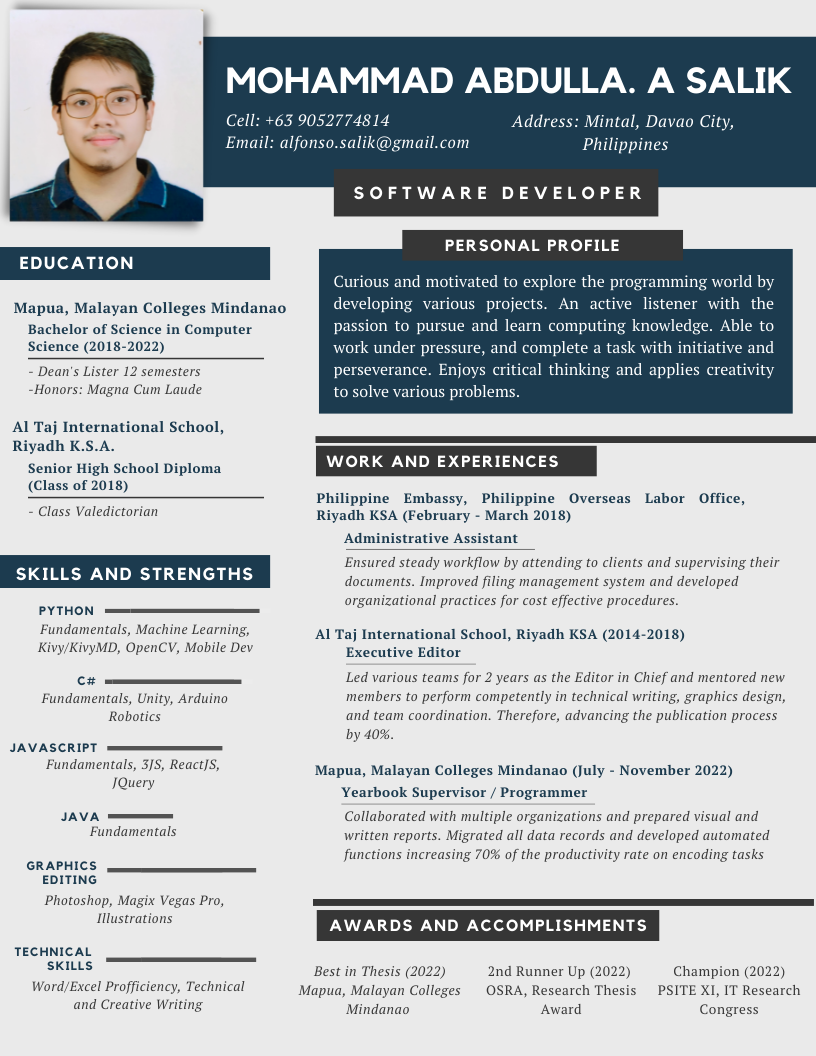 MOHAMMAD ABDULLA. A SALIK
Cell: +63 9052774814
Email: alfonso.salik@gmail.com
Address: Mintal, Davao City,
Philippines
SOFTWARE DEVELOPER
EDUCATION
Mapua, Malayan Colleges Mindanao
Bachelor of Science in Computer
Science (2018-2022)
- Dean's Lister 12 semesters
-Honors: Magna Cum Laude
Al Taj International School,
Riyadh K.S.A.
Senior High School Diploma
(Class of 2018)
- Class Valedictorian
SKILLS AND STRENGTHS
PYTHON
Fundamentals, Machine Learning,
Kivy/KivyMD, OpenCV, Mobile Dev
C#
Fundamentals, Unity, Arduino
Robotics
JAVASCRIPT
Fundamentals, 3JS, ReactJS,
JQuery
JAVA
Fundamentals
GRAPHICS
EDITING
Photoshop, Magix Vegas Pro,
Illustrations
TECHNICAL
SKILLS
Word/Excel Profficiency, Technical
and Creative Writing
PERSONAL PROFILE
Curious and motivated to explore the programming world by
developing various projects. An active listener with the
passion to pursue and learn computing knowledge. Able to
work under pressure, and complete a task with initiative and
perseverance. Enjoys critical thinking and applies creativity
to solve various problems.
WORK AND EXPERIENCES
Philippine Embassy, Philippine Overseas Labor Office,
Riyadh KSA (February - March 2018)
Administrative Assistant
Ensured steady workflow by attending to clients and supervising their
documents. Improved filing management system and developed
organizational practices for cost effective procedures.
Al Taj International School, Riyadh KSA (2014-2018)
Executive Editor
Led various teams for 2 years as the Editor in Chief and mentored new
members to perform competently in technical writing, graphics design,
and team coordination. Therefore, advancing the publication process
by 40%.
Mapua, Malayan Colleges Mindanao (July - November 2022)
Yearbook Supervisor / Programmer
Collaborated with multiple organizations and prepared visual and
written reports. Migrated all data records and developed automated
functions increasing 70% of the productivity rate on encoding tasks
AWARDS AND ACCOMPLISHMENTS
Best in Thesis (2022)
Mapua, Malayan Colleges
Mindanao
2nd Runner Up (2022)
OSRA, Research Thesis
Award
Champion (2022)
PSITE XI, IT Research
Congress